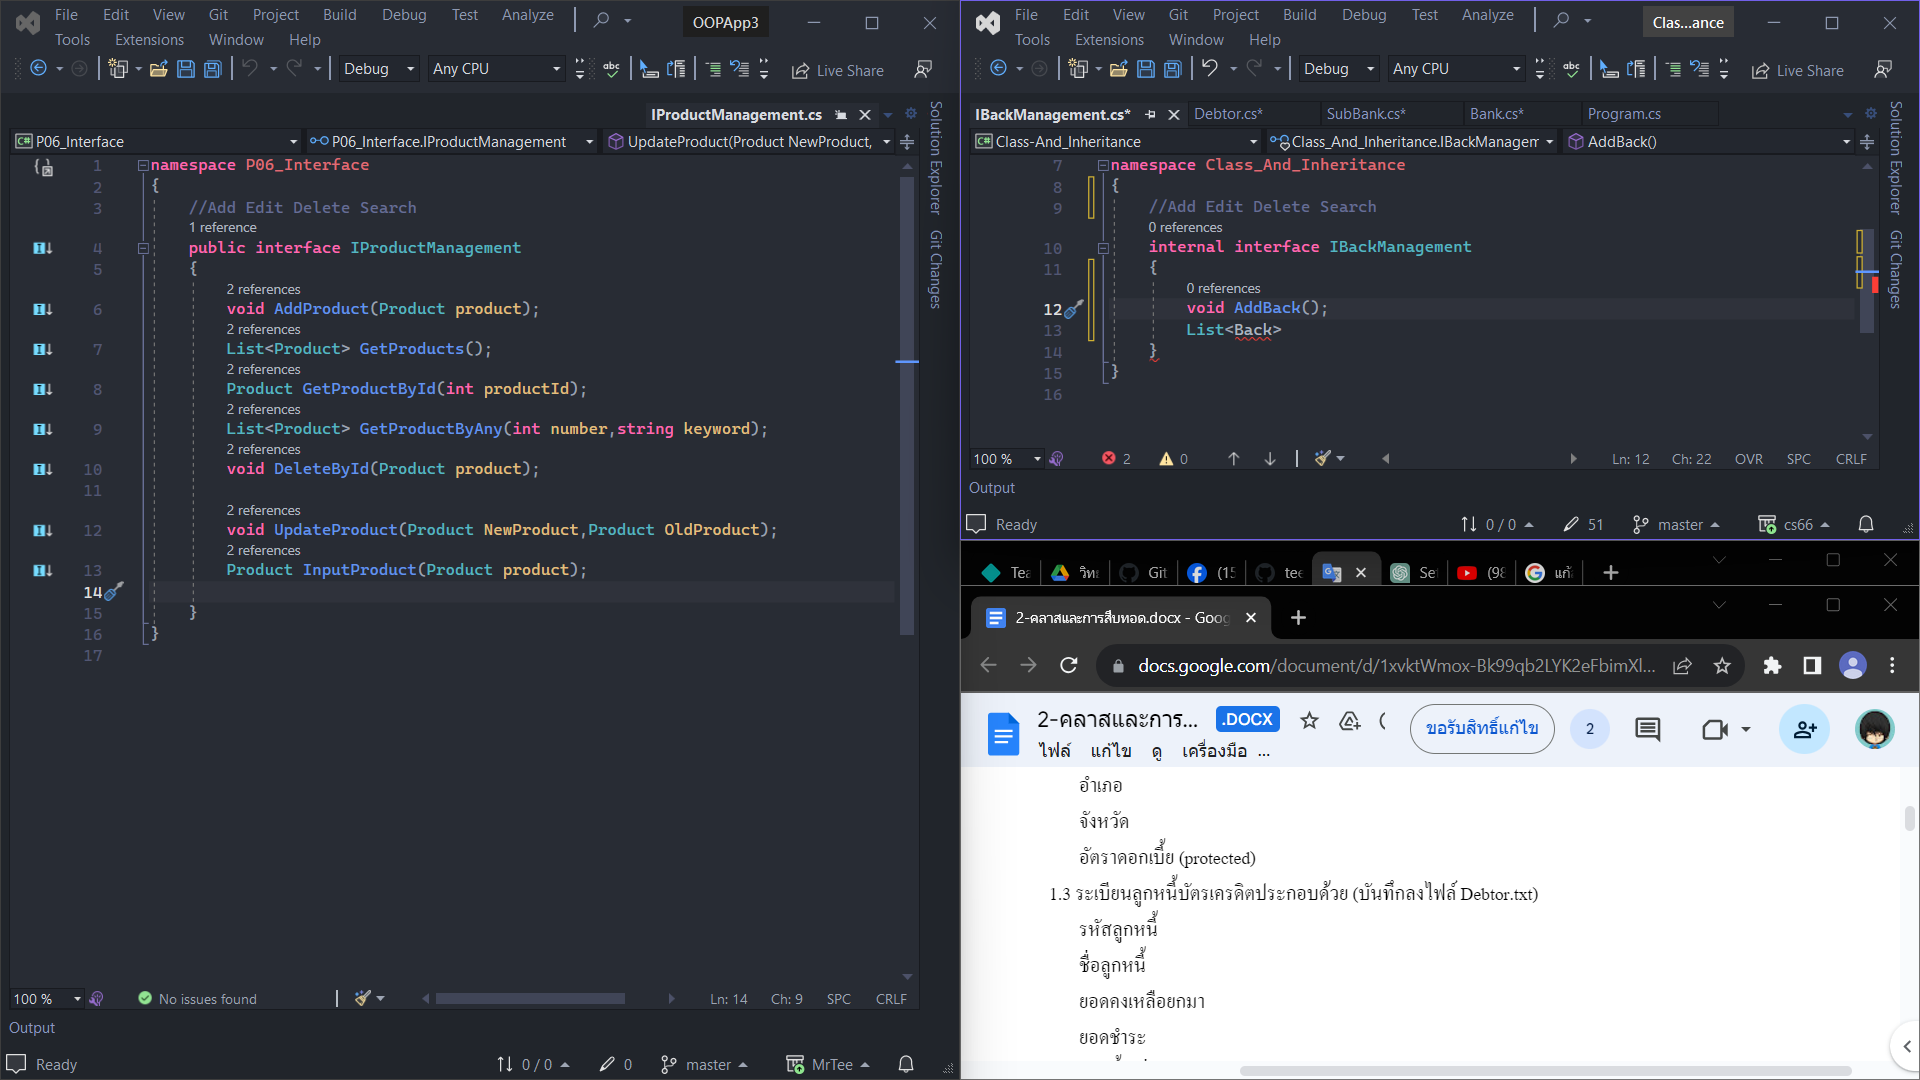 File Edit View Git Project Build Debug Test Analyze OOPApp3
Tools Extensions Window Help
Debug Any CPU Live Share
IProductManagement.cs
P06_Interface P06_Interface.IProductManagement UpdateProduct(Product NewProduct,
1 namespace P06_Interface
2 {
3 //Add Edit Delete Search
1 reference
4 public interface IProductManagement
5 {
2 references
6 void AddProduct(Product product);
2 references
7 List<Product> GetProducts();
2 references
8 Product GetProductById(int productId);
2 references
9 List<Product> GetProductByAny(int number,string keyword);
2 references
10 void DeleteById(Product product);
11
2 references
12 void UpdateProduct(Product NewProduct,Product OldProduct);
2 references
13 Product InputProduct(Product product);
14
15 }
16 }
17
Solution Explorer
Git Changes
100 % No issues found Ln: 14 Ch: 9 SPC CRLF
Output
Ready 0 / 0 0 master MrTee
File Edit View Git Project Build Debug Test Analyze Clas...ance
Tools Extensions Window Help
Debug Any CPU Live Share
IBackManagement.cs* Debtor.cs* SubBank.cs* Bank.cs* Program.cs
Class-And_Inheritance Class_And_Inheritance.IBackManagem AddBack()
7 namespace Class_And_Inheritance
8 {
9 //Add Edit Delete Search
0 references
10 internal interface IBackManagement
11 {
0 references
12 void AddBack();
13 List<Back>
14 }
15 }
16
Solution Explorer
Git Changes
100 % 2 0 Ln: 12 Ch: 22 OVR SPC CRLF
Output
Ready 0 / 0 51 master cs66
Tea วิท Git (15 tee Set (98 แก้
2-คลาสและการสืบทอด.docx - Goog
docs.google.com/document/d/1xvktWmox-Bk99qb2LYK2eFbimXl...
2-คลาสและการ... .DOCX ขอรับสิทธิ์แก้ไข 2
ไฟล์ แก้ไข ดู เครื่องมือ ...
อำเภอ
จังหวัด
อัตราดอกเบี้ย (protected)
1.3 ระเบียนลูกหนี้บัตรเครดิตประกอบด้วย (บันทึกลงไฟล์ Debtor.txt)
รหัสลูกหนี้
ชื่อลูกหนี้
ยอดคงเหลือยกมา
ยอดชำระ